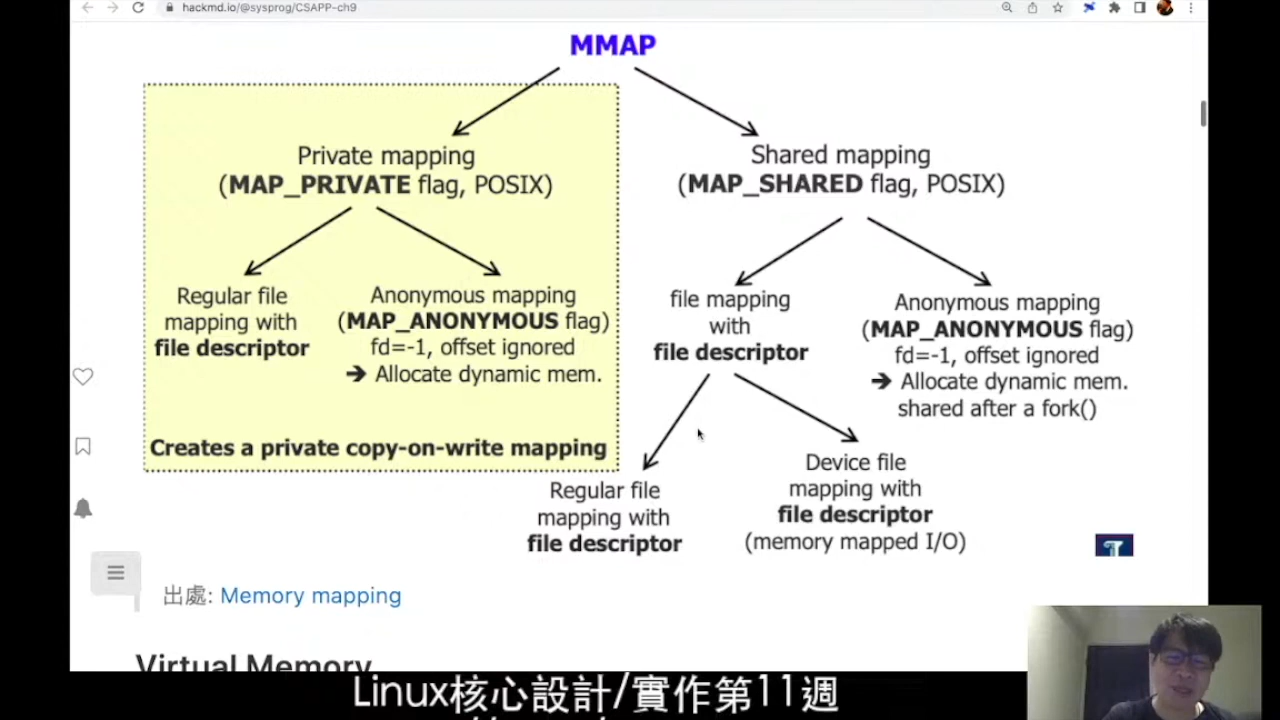 hackmd.io/@sysprog/CSAPP-ch9
MMAP
Private mapping
(MAP_PRIVATE flag, POSIX)
Shared mapping
(MAP_SHARED flag, POSIX)
Regular file
mapping with
file descriptor
Anonymous mapping
(MAP_ANONYMOUS flag)
fd=-1, offset ignored
➔ Allocate dynamic mem.
Creates a private copy-on-write mapping
file mapping
with
file descriptor
Anonymous mapping
(MAP_ANONYMOUS flag)
fd=-1, offset ignored
➔ Allocate dynamic mem.
shared after a fork()
Regular file
mapping with
file descriptor
Device file
mapping with
file descriptor
(memory mapped I/O)
出處: Memory mapping
Virtual Memory
Linux核心設計/實作第11週